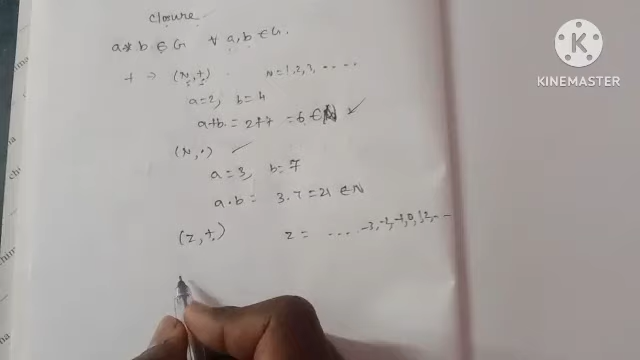 closure
a * b ∈ G ∀ a, b ∈ G.
+ → (N, +). N = 1, 2, 3, ....
a = 2, b = 4
a+b = 2+7 = 6 ∈ N ✓
(N, ·) ✓
a = 3, b = 7
a · b = 3.7 = 21 ∈ N
(Z, +) Z = .... -3, -2, -1, 0, 1, 2, ...
K
KINEMASTER